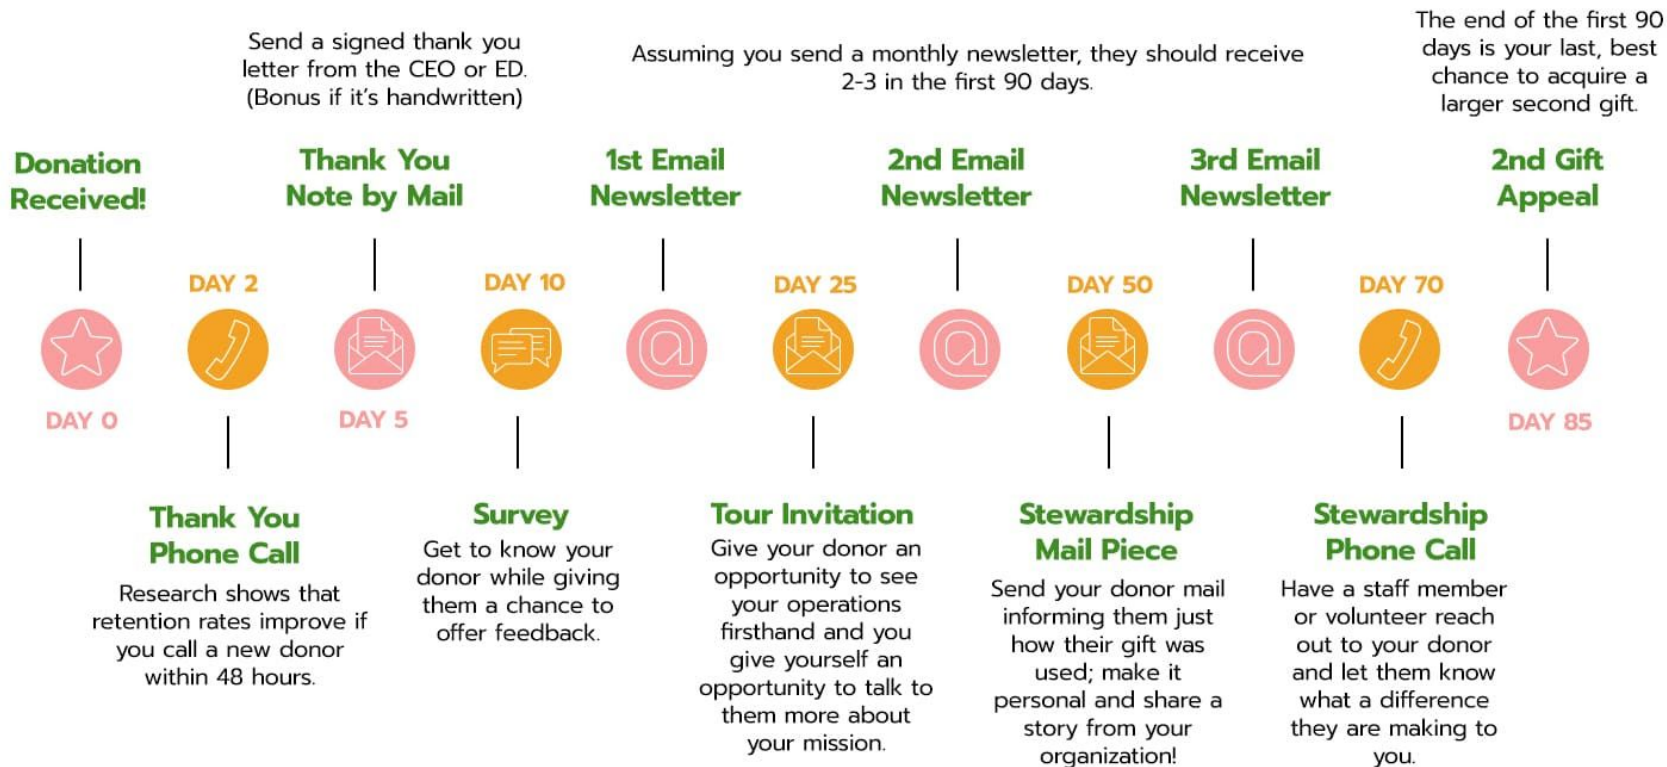 Donation
Received!
DAY 0
DAY 2
Thank You
Phone Call
Research shows that
retention rates improve if
you call a new donor
within 48 hours.
Send a signed thank you
letter from the CEO or ED.
(Bonus if it's handwritten)
Thank You
Note by Mail
DAY 5
DAY 10
Survey
Get to know your
donor while giving
them a chance to
offer feedback.
Assuming you send a monthly newsletter, they should receive
2-3 in the first 90 days.
1st Email
Newsletter
@
DAY 25
Tour Invitation
Give your donor an
opportunity to see
your operations
firsthand and you
give yourself an
opportunity to talk to
them more about
your mission.
2nd Email
Newsletter
@
DAY 50
Stewardship
Mail Piece
Send your donor mail
informing them just
how their gift was
used; make it
personal and share a
story from your
organization!
3rd Email
Newsletter
@
DAY 70
Stewardship
Phone Call
Have a staff member
or volunteer reach
out to your donor
and let them know
what a difference
they are making to
you.
The end of the first 90
days is your last, best
chance to acquire a
larger second gift.
2nd Gift
Appeal
DAY 85